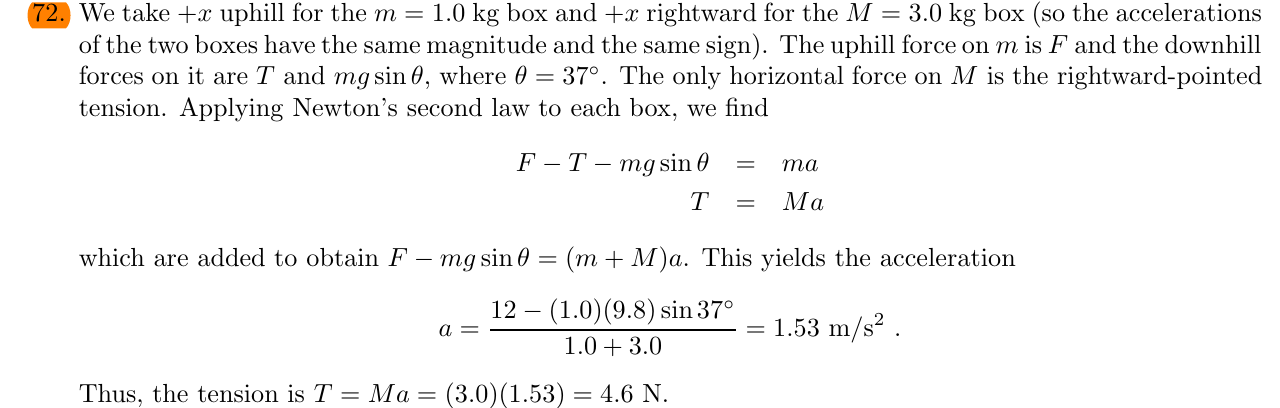 72. We take +x uphill for the m = 1.0 kg box and +x rightward for the M = 3.0 kg box (so the accelerations
of the two boxes have the same magnitude and the same sign). The uphill force on m is F and the downhill
forces on it are T and mg sin θ, where θ = 37°. The only horizontal force on M is the rightward-pointed
tension. Applying Newton's second law to each box, we find
F − T − mg sin θ = ma
T = Ma
which are added to obtain F − mg sin θ = (m + M)a. This yields the acceleration
a = 12 − (1.0)(9.8) sin 37° / 1.0 + 3.0 = 1.53 m/s² .
Thus, the tension is T = Ma = (3.0)(1.53) = 4.6 N.